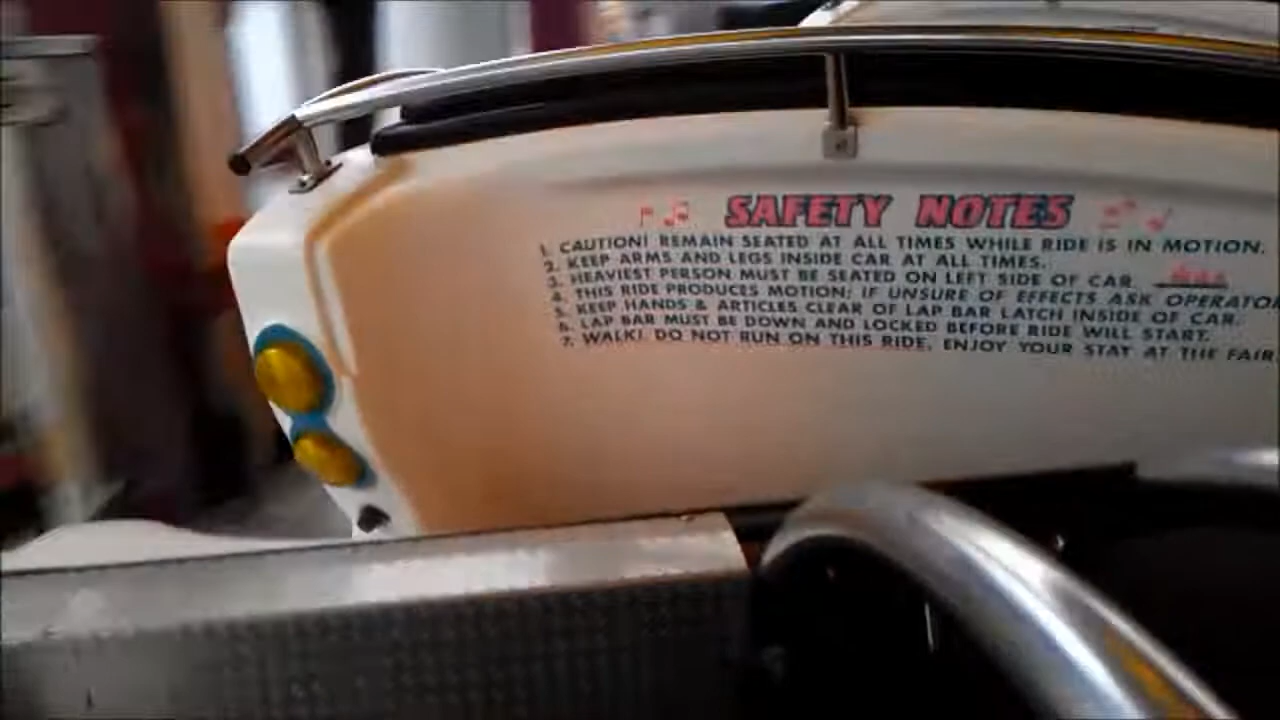 SAFETY NOTES
1. CAUTION! REMAIN SEATED AT ALL TIMES WHILE RIDE IS IN MOTION.
2. KEEP ARMS AND LEGS INSIDE CAR AT ALL TIMES.
3. HEAVIEST PERSON MUST BE SEATED ON LEFT SIDE OF CAR
4. THIS RIDE PRODUCES MOTION; IF UNSURE OF EFFECTS ASK OPERATOR
5. KEEP HANDS & ARTICLES CLEAR OF LAP BAR LATCH INSIDE OF CAR.
6. LAP BAR MUST BE DOWN AND LOCKED BEFORE RIDE WILL START.
7. WALK! DO NOT RUN ON THIS RIDE. ENJOY YOUR STAY AT THE FAIR